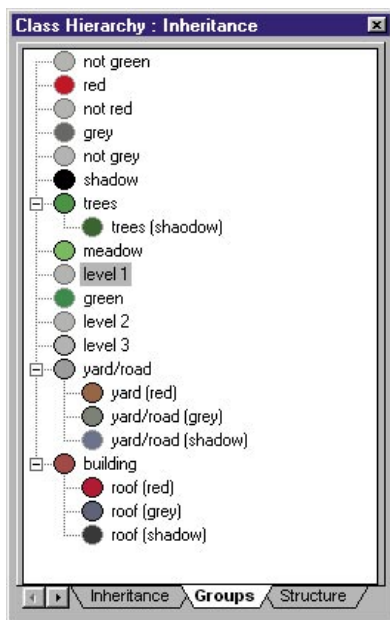 Class Hierarchy : Inheritance
not green
red
not red
grey
not grey
shadow
trees
trees (shaodow)
meadow
level 1
green
level 2
level 3
yard/road
yard (red)
yard/road (grey)
yard/road (shadow)
building
roof (red)
roof (grey)
roof (shadow)
Inheritance Groups Structure